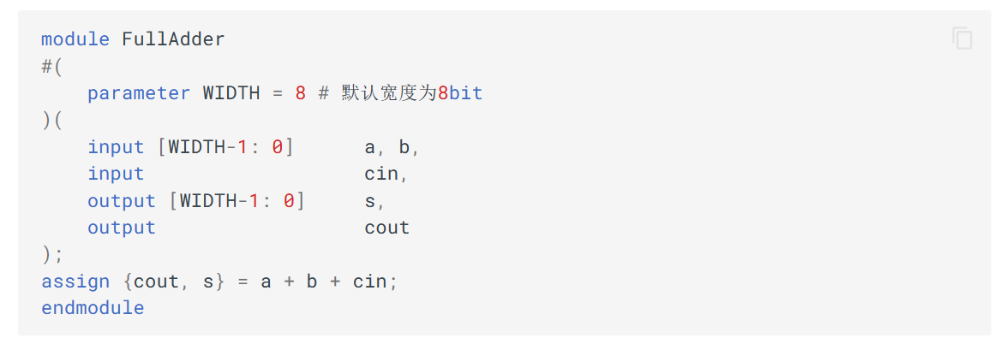 module FullAdder
#(
    parameter WIDTH = 8 # 默认宽度为8bit
)(
    input [WIDTH-1: 0]      a, b,
    input                   cin,
    output [WIDTH-1: 0]     s,
    output                  cout
);
assign {cout, s} = a + b + cin;
endmodule